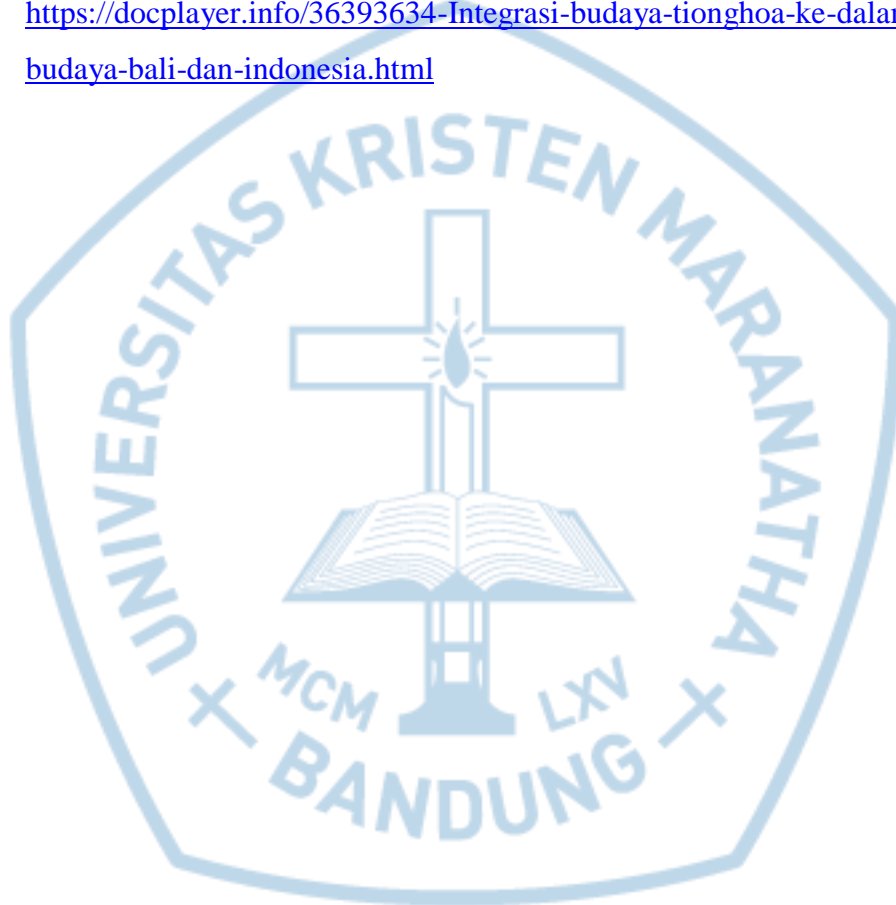 https://docplayer.info/36393634-Integrasi-budaya-tionghoa-ke-dalam
budaya-bali-dan-indonesia.html
UNIVERSITAS KRISTEN MARANATHA
MCM LXV
BANDUNG